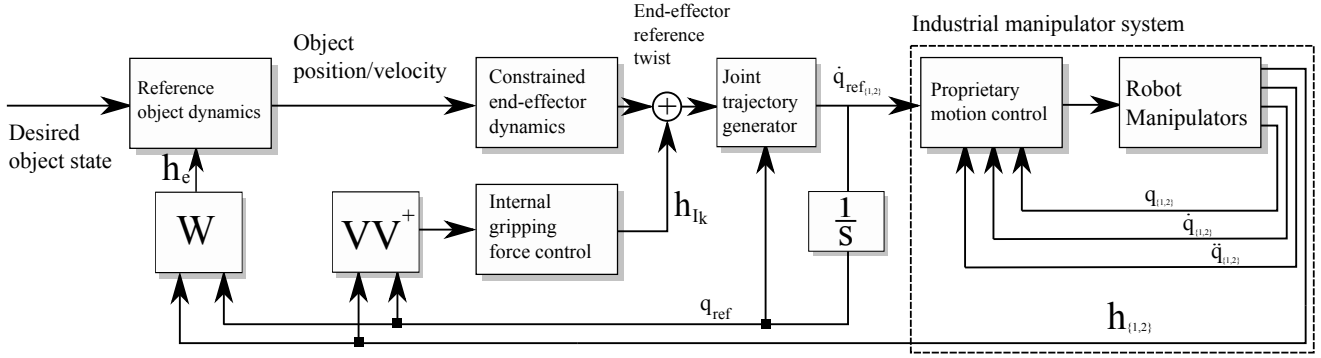 End-effector
reference
twist
Industrial manipulator system
Object
position/velocity
Reference
object dynamics
Constrained
end-effector
dynamics
+
Joint
trajectory
generator
q̇ref{1,2}
Proprietary
motion control
Robot
Manipulators
Desired
object state
he
W
VV+
Internal
gripping
force control
hIk
1
s
q{1,2}
q̇{1,2}
q̈{1,2}
qref
h{1,2}